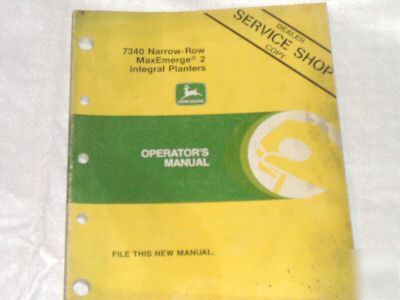 DEALER
SERVICE SHOP
COPY
7340 Narrow-Row
MaxEmerge® 2
Integral Planters
JOHN DEERE
OPERATOR'S
MANUAL
FILE THIS NEW MANUAL.